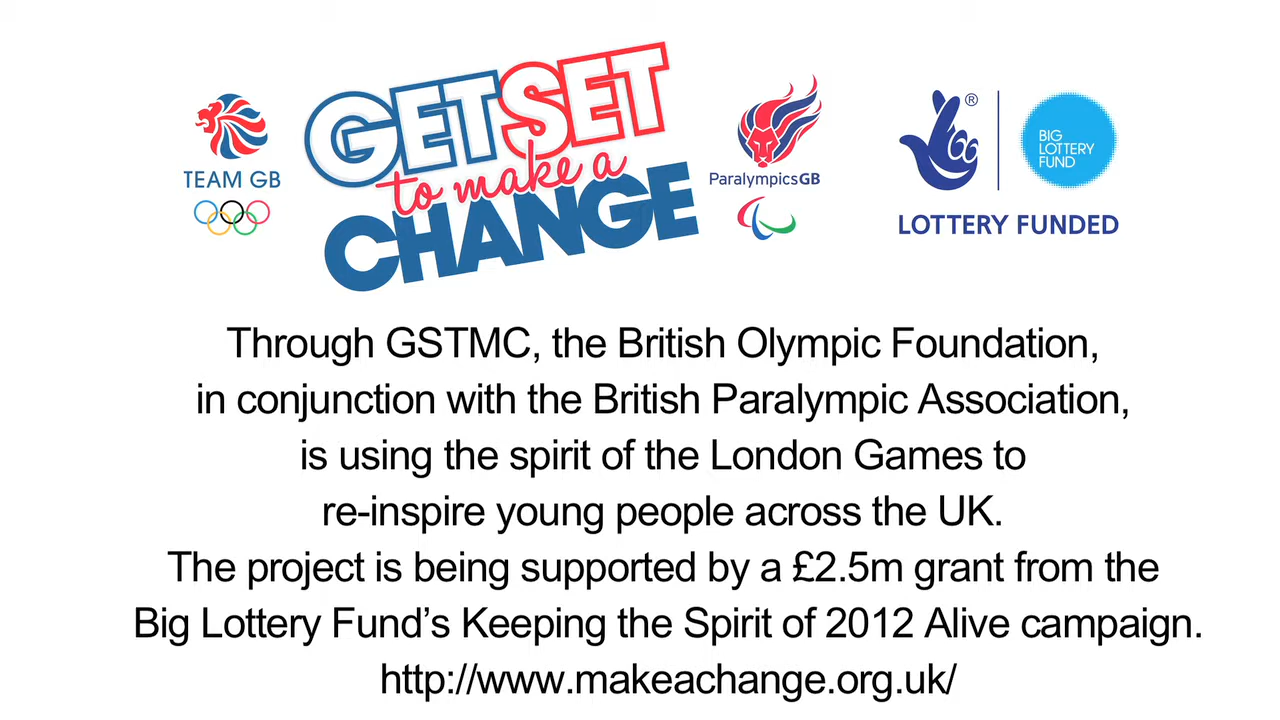 GETSET
to make a
CHANGE
TEAM GB
ParalympicsGB
®
BIG
LOTTERY
FUND
LOTTERY FUNDED
Through GSTMC, the British Olympic Foundation,
in conjunction with the British Paralympic Association,
is using the spirit of the London Games to
re-inspire young people across the UK.
The project is being supported by a £2.5m grant from the
Big Lottery Fund’s Keeping the Spirit of 2012 Alive campaign.
http://www.makeachange.org.uk/